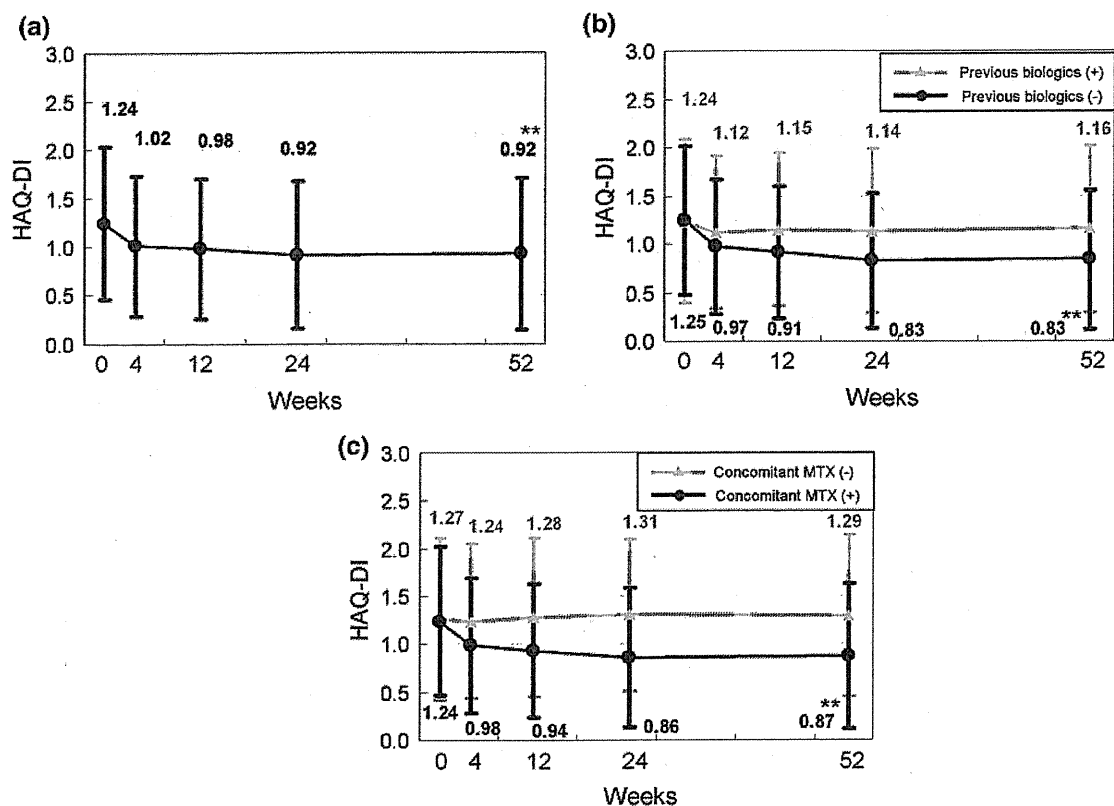 (a)
3.0
2.5
2.0
1.5
1.0
0.5
0.0
HAQ-DI
1.24
1.02
0.98
0.92
**
0.92
0 4 12 24 52
Weeks
(b)
3.0
2.5
2.0
1.5
1.0
0.5
0.0
HAQ-DI
Previous biologics (+)
Previous biologics (-)
1.24
1.12 1.15 1.14 1.16
1.25 0.97 0.91 0.83 0.83 **
0 4 12 24 52
Weeks
(c)
3.0
2.5
2.0
1.5
1.0
0.5
0.0
HAQ-DI
Concomitant MTX (-)
Concomitant MTX (+)
1.27 1.24 1.28 1.31 1.29
1.24 0.98 0.94 0.86 0.87
**
0 4 12 24 52
Weeks